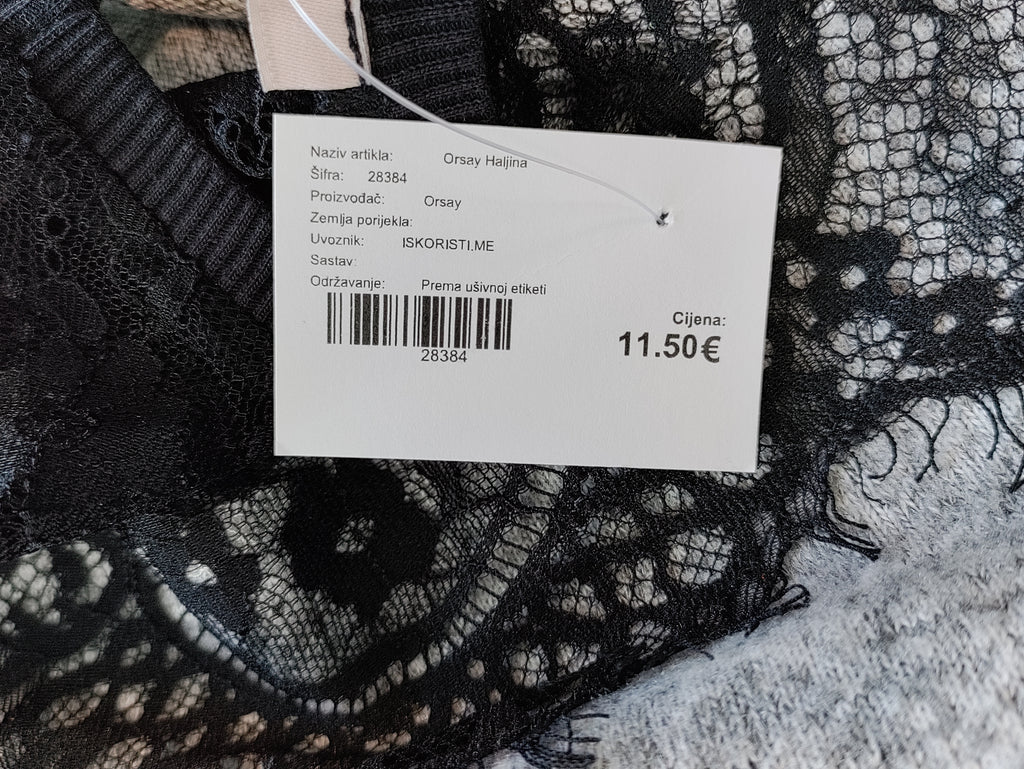 Naziv artikla: Orsay Haljina
Šifra: 28384
Proizvođač: Orsay
Zemlja porijekla:
Uvoznik: ISKORISTI.ME
Sastav:
Održavanje: Prema ušivnoj etiketi
28384
Cijena:
11.50€